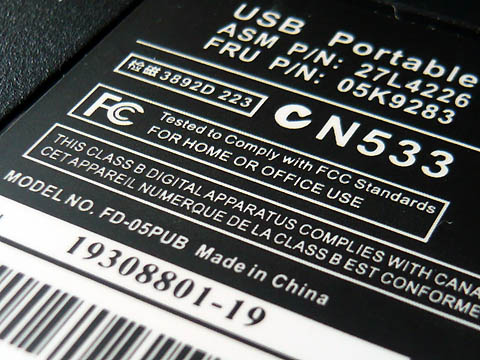 USB Portable
ASM P/N: 27L4226
FRU P/N: 05K9283
检磁 3892D 223
N533
FC Tested to Comply with FCC Standards
FOR HOME OR OFFICE USE
THIS CLASS B DIGITAL APPARATUS COMPLIES WITH CANA
CET APPAREIL NUMERIQUE DE LA CLASS B EST CONFORME
MODEL NO. FD-05PUB Made in China
19308801-19